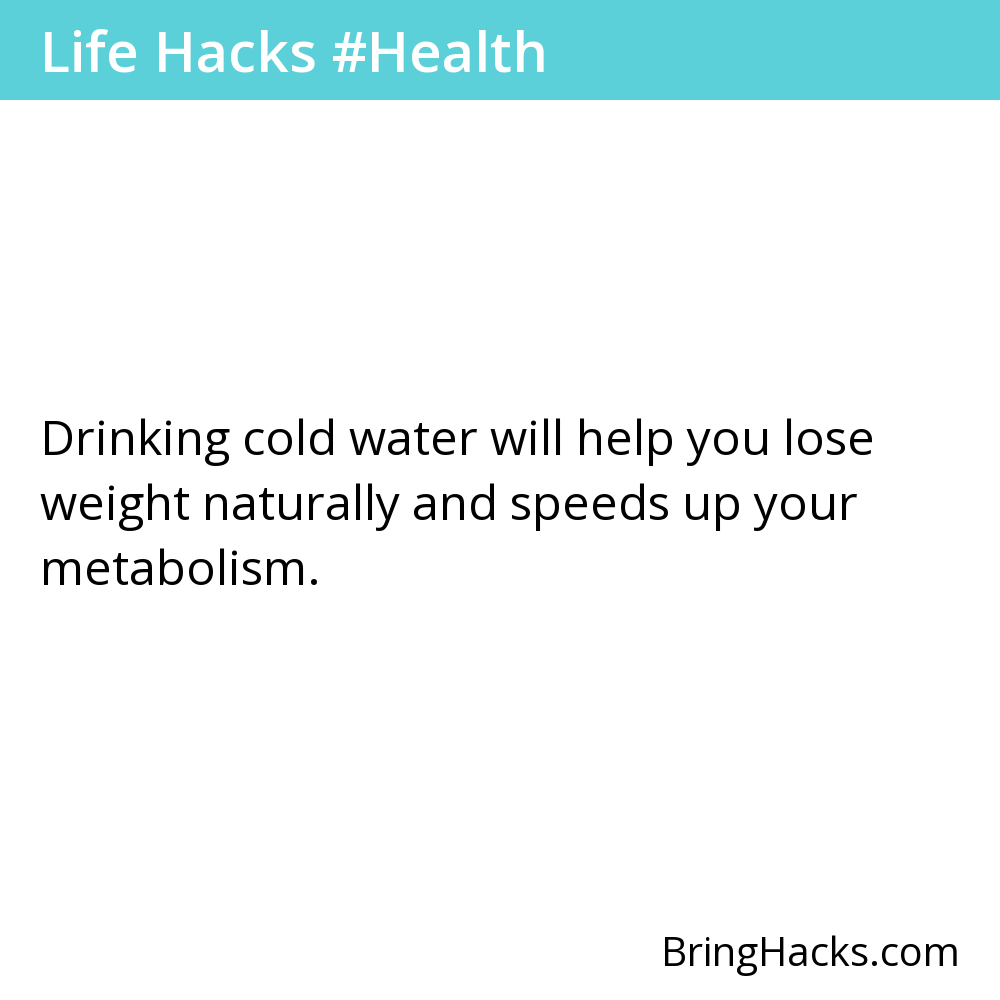 Life Hacks #Health
Drinking cold water will help you lose
weight naturally and speeds up your
metabolism.
BringHacks.com